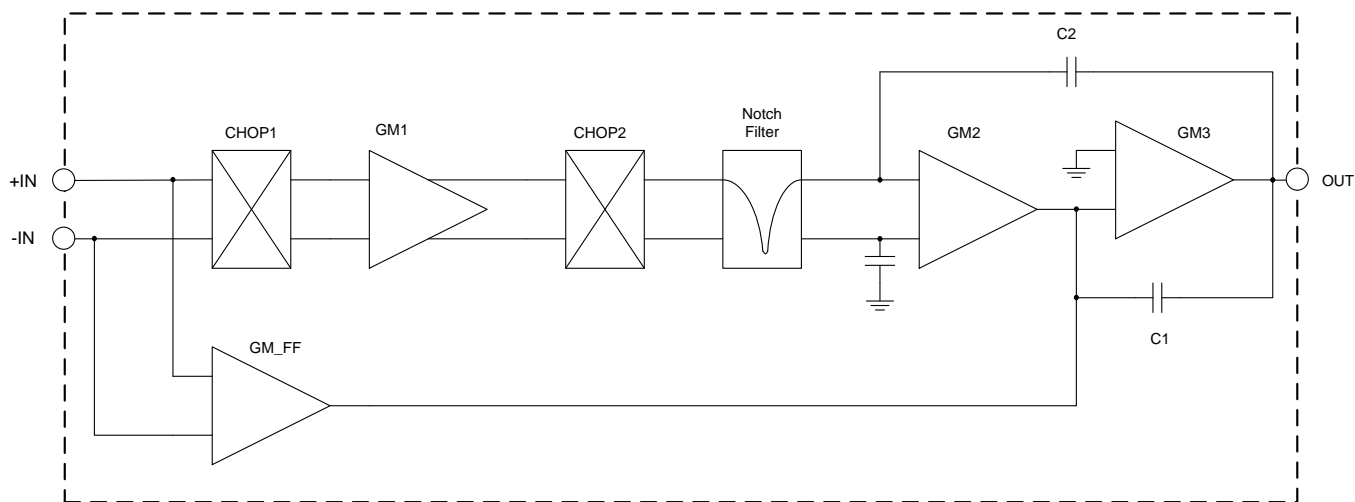 C2
Notch
Filter
CHOP1
GM1
CHOP2
GM2
GM3
+IN
OUT
-IN
C1
GM_FF